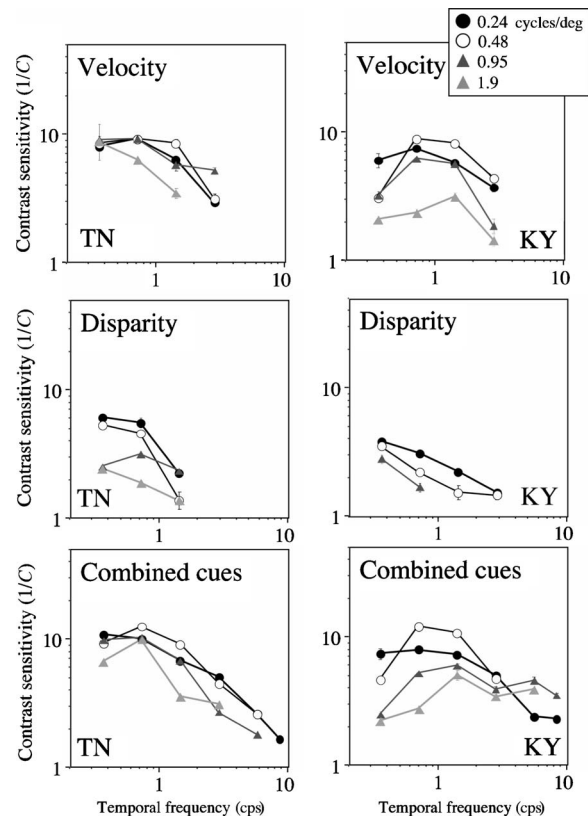 0.24 cycles/deg
0.48
0.95
1.9
Velocity
Velocity
Contrast sensitivity (1/C)
10
1
TN
1
10
10
1
KY
1
10
Disparity
Disparity
Contrast sensitivity (1/C)
10
1
TN
1
10
10
1
KY
1
10
Combined cues
Combined cues
Contrast sensitivity (1/C)
10
1
TN
1
10
Temporal frequency (cps)
10
1
KY
1
10
Temporal frequency (cps)